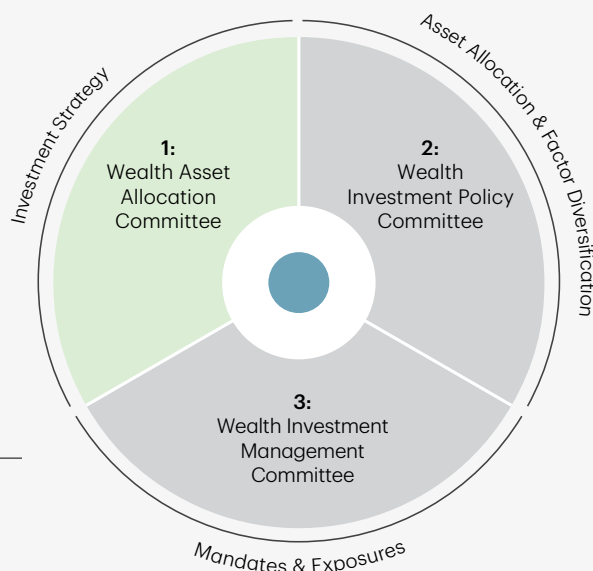 Investment Strategy
Asset Allocation & Factor Diversification
1:
Wealth Asset
Allocation
Committee
2:
Wealth
Investment Policy
Committee
3:
Wealth Investment
Management
Committee
Mandates & Exposures